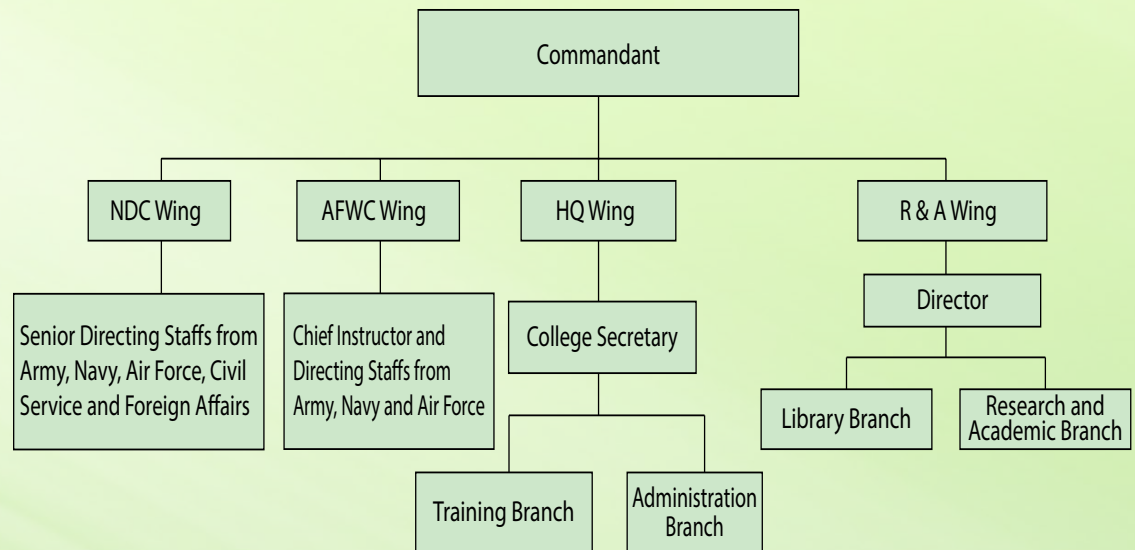 Commandant
NDC Wing
AFWC Wing
HQ Wing
R & A Wing
Senior Directing Staffs from
Army, Navy, Air Force, Civil
Service and Foreign Affairs
Chief Instructor and
Directing Staffs from
Army, Navy and Air Force
College Secretary
Director
Training Branch
Administration
Branch
Library Branch
Research and
Academic Branch